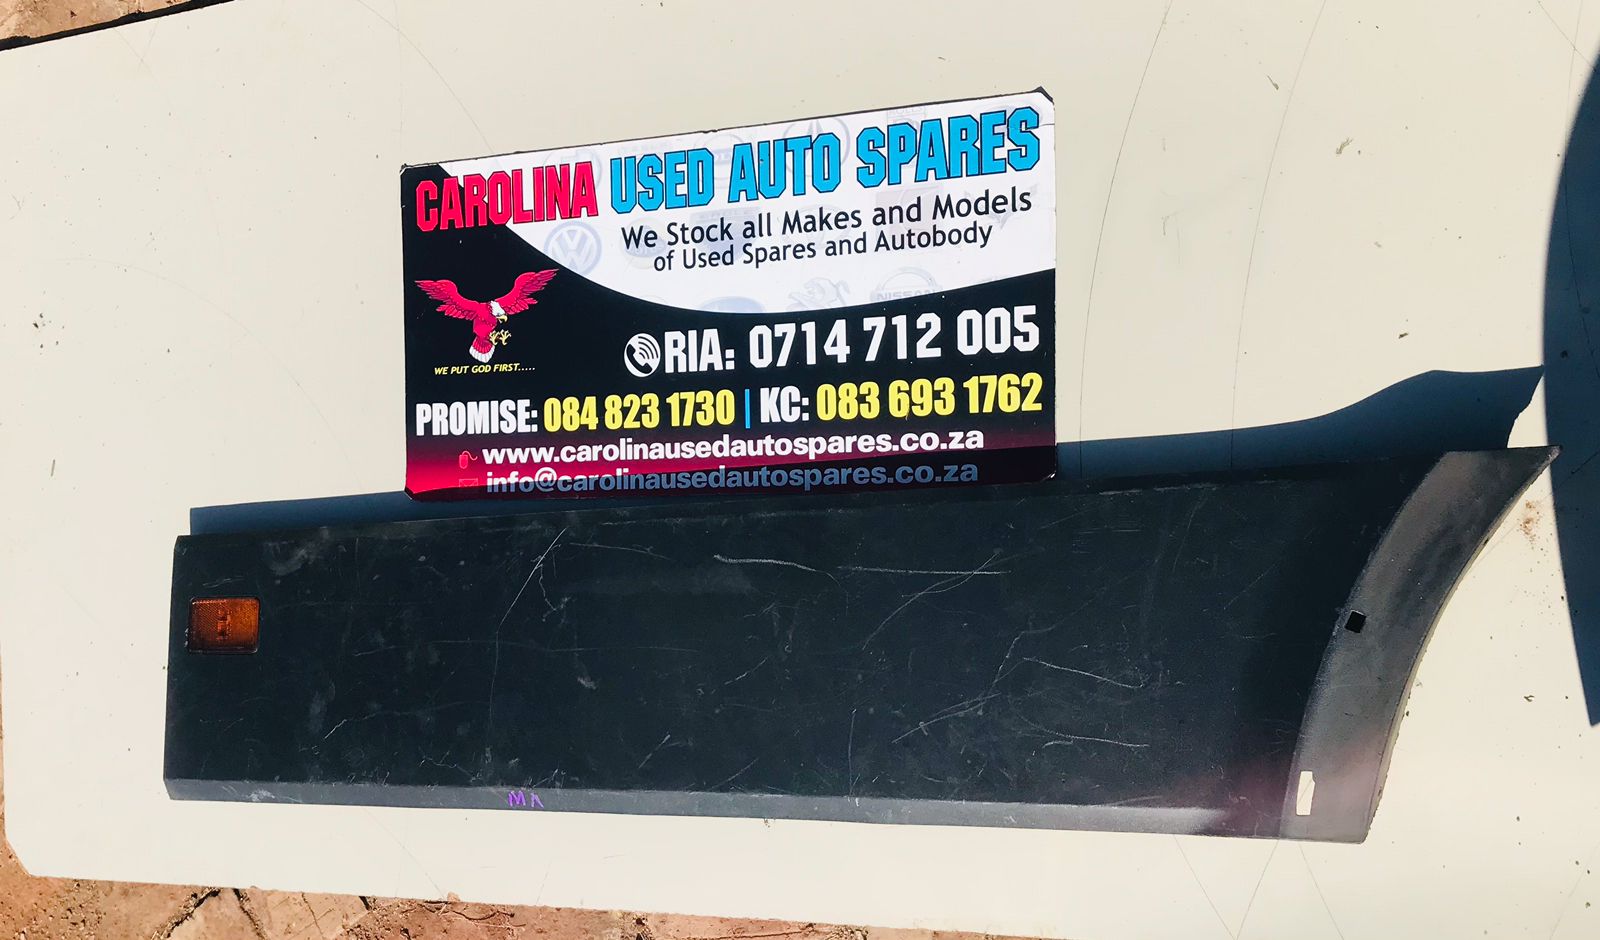 CAROLINA USED AUTO SPARES
We Stock all Makes and Models
of Used Spares and Autobody
WE PUT GOD FIRST.....
RIA: 0714 712 005
PROMISE: 084 823 1730 | KC: 083 693 1762
www.carolinausedautospares.co.za
info@carolinausedautospares.co.za
NISSAN